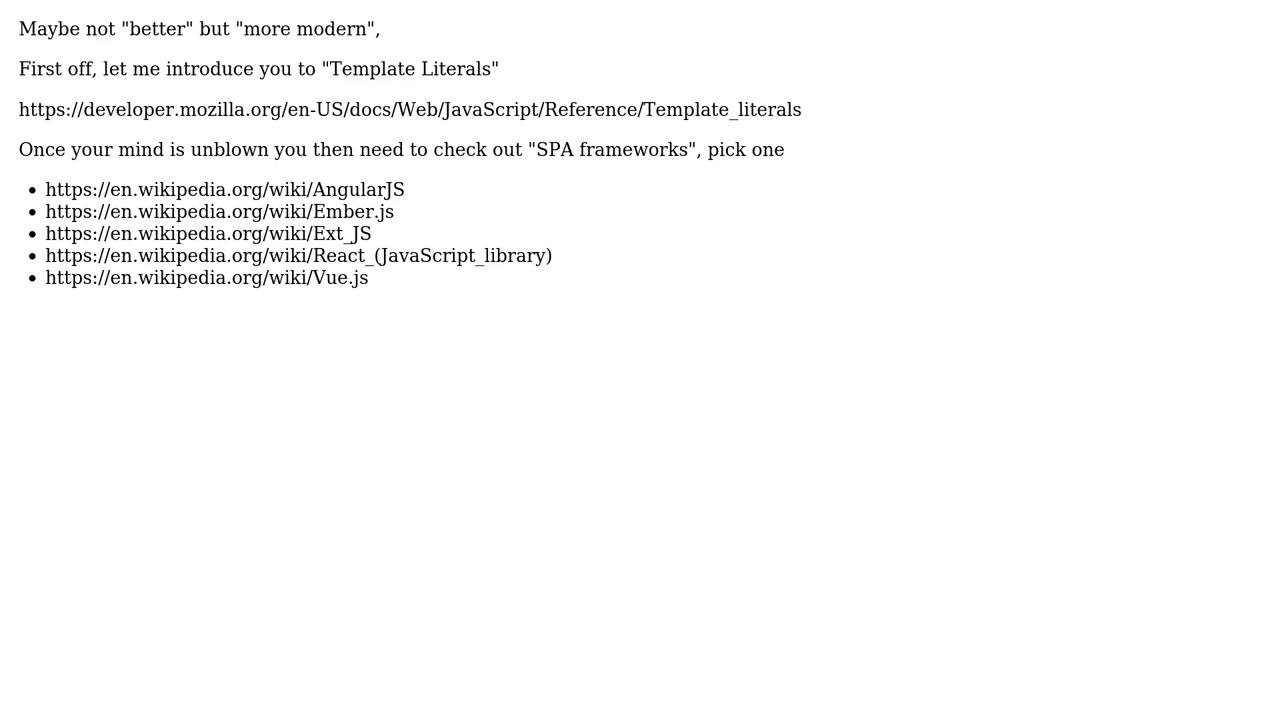 Maybe not "better" but "more modern",
First off, let me introduce you to "Template Literals"
https://developer.mozilla.org/en-US/docs/Web/JavaScript/Reference/Template_literals
Once your mind is unblown you then need to check out "SPA frameworks", pick one
• https://en.wikipedia.org/wiki/AngularJS
• https://en.wikipedia.org/wiki/Ember.js
• https://en.wikipedia.org/wiki/Ext_JS
• https://en.wikipedia.org/wiki/React_(JavaScript_library)
• https://en.wikipedia.org/wiki/Vue.js